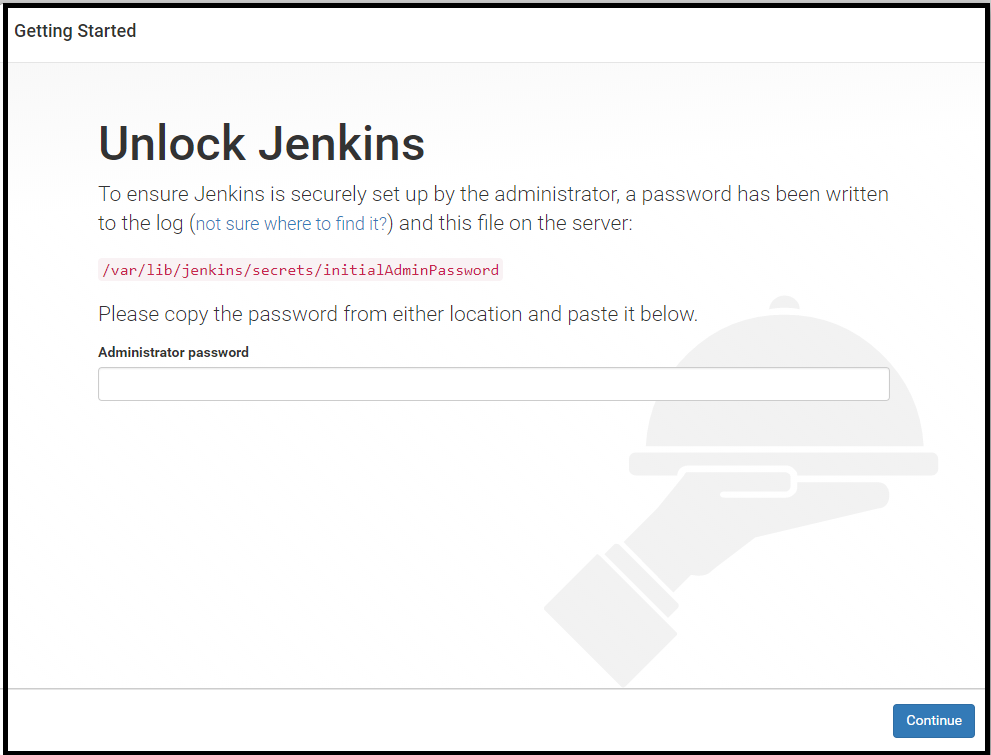 Getting Started
Unlock Jenkins
To ensure Jenkins is securely set up by the administrator, a password has been written
to the log (not sure where to find it?) and this file on the server:
/var/lib/jenkins/secrets/initialAdminPassword
Please copy the password from either location and paste it below.
Administrator password
Continue